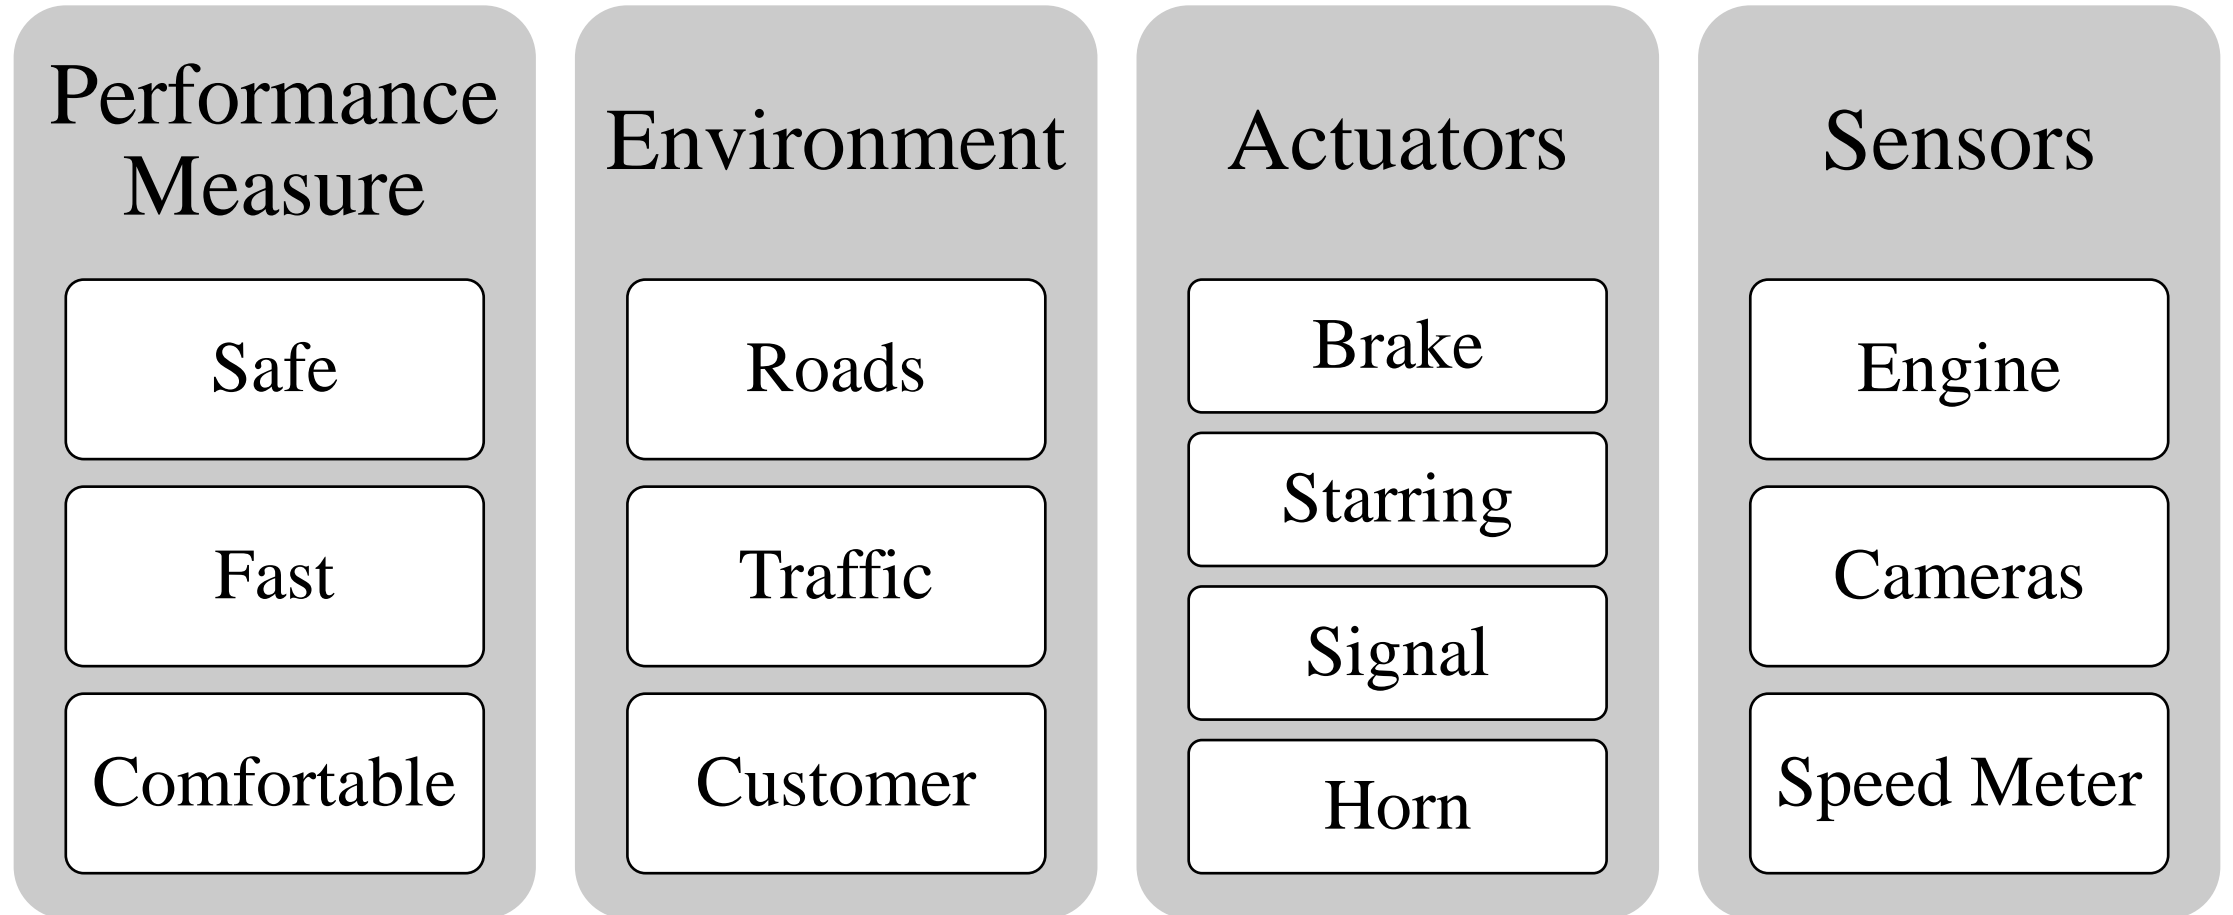 Performance
Measure
Safe
Fast
Comfortable
Environment
Roads
Traffic
Customer
Actuators
Brake
Starring
Signal
Horn
Sensors
Engine
Cameras
Speed Meter